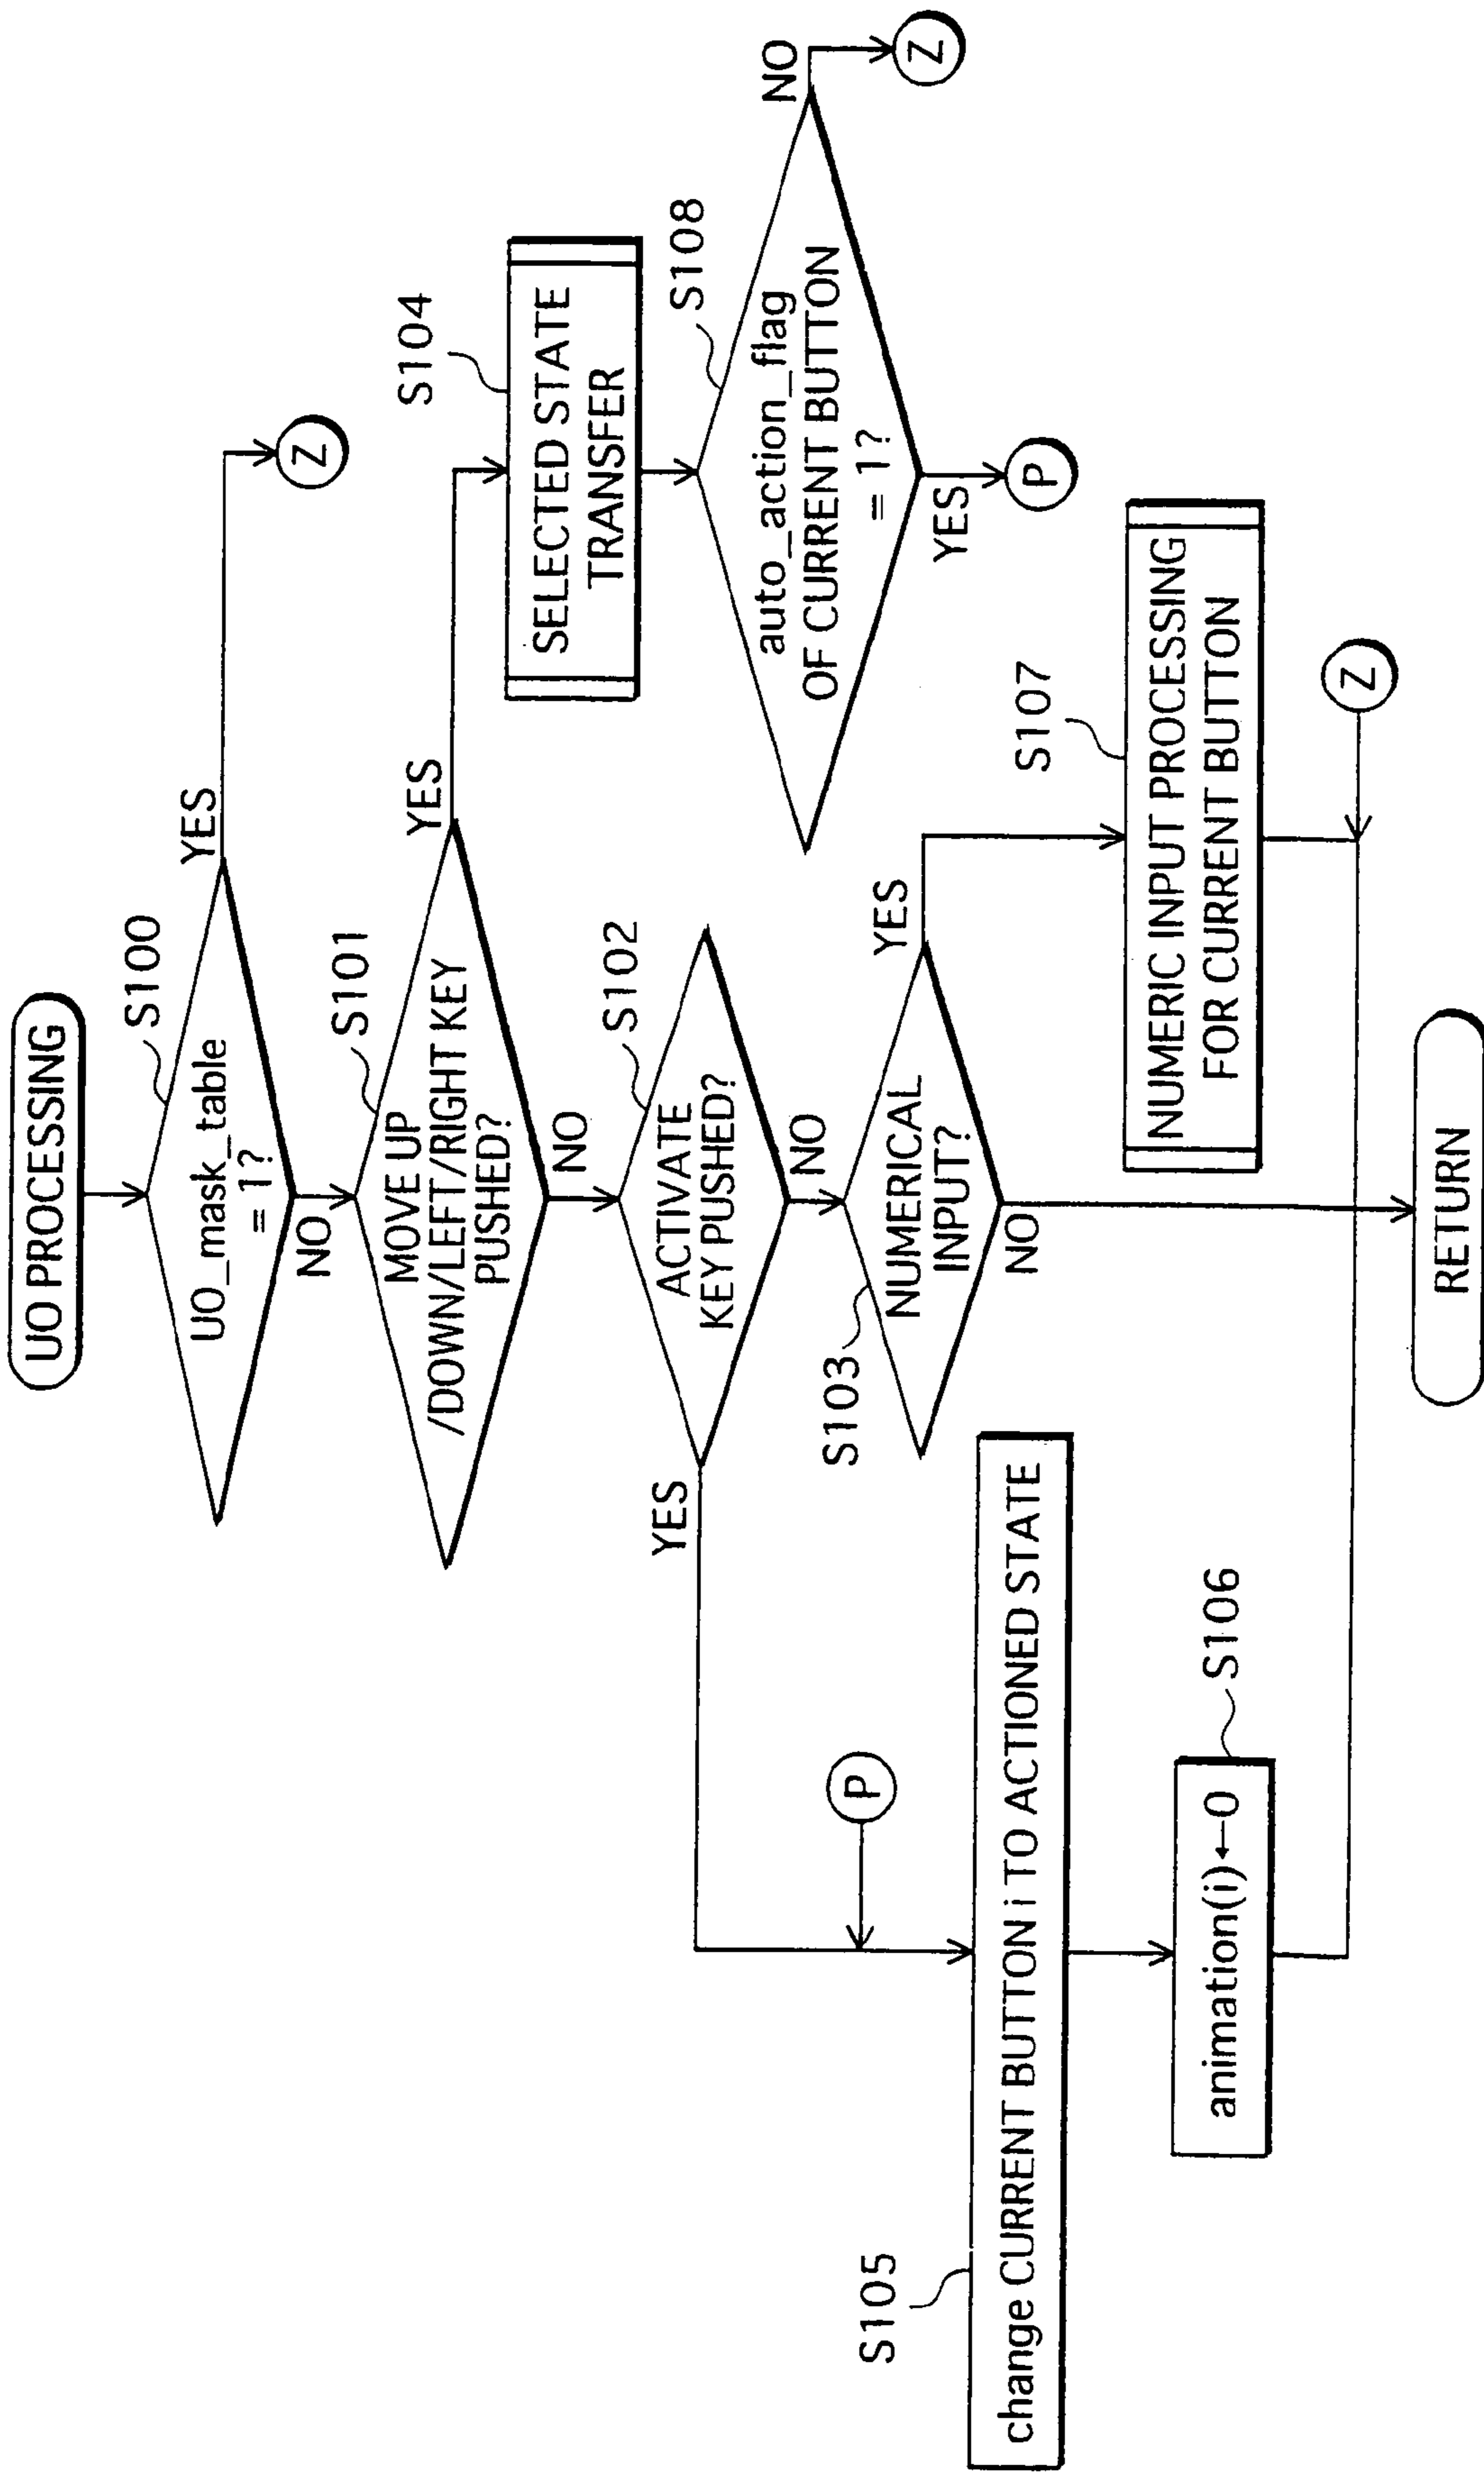 UO PROCESSING
S100
UO_mask_table
= 1?
YES
Z
NO
S101
MOVE UP
/DOWN/LEFT/RIGHT KEY
PUSHED?
YES
NO
S104
SELECTED STATE
TRANSFER
S108
auto_action_flag
OF CURRENT BUTTON
= 1?
NO
Z
YES
P
S102
ACTIVATE
KEY PUSHED?
YES
NO
S103
NUMERICAL
INPUT?
YES
NO
S107
NUMERIC INPUT PROCESSING
FOR CURRENT BUTTON
Z
P
S105
change CURRENT BUTTON i TO ACTIONED STATE
S106
animation(i)←0
RETURN